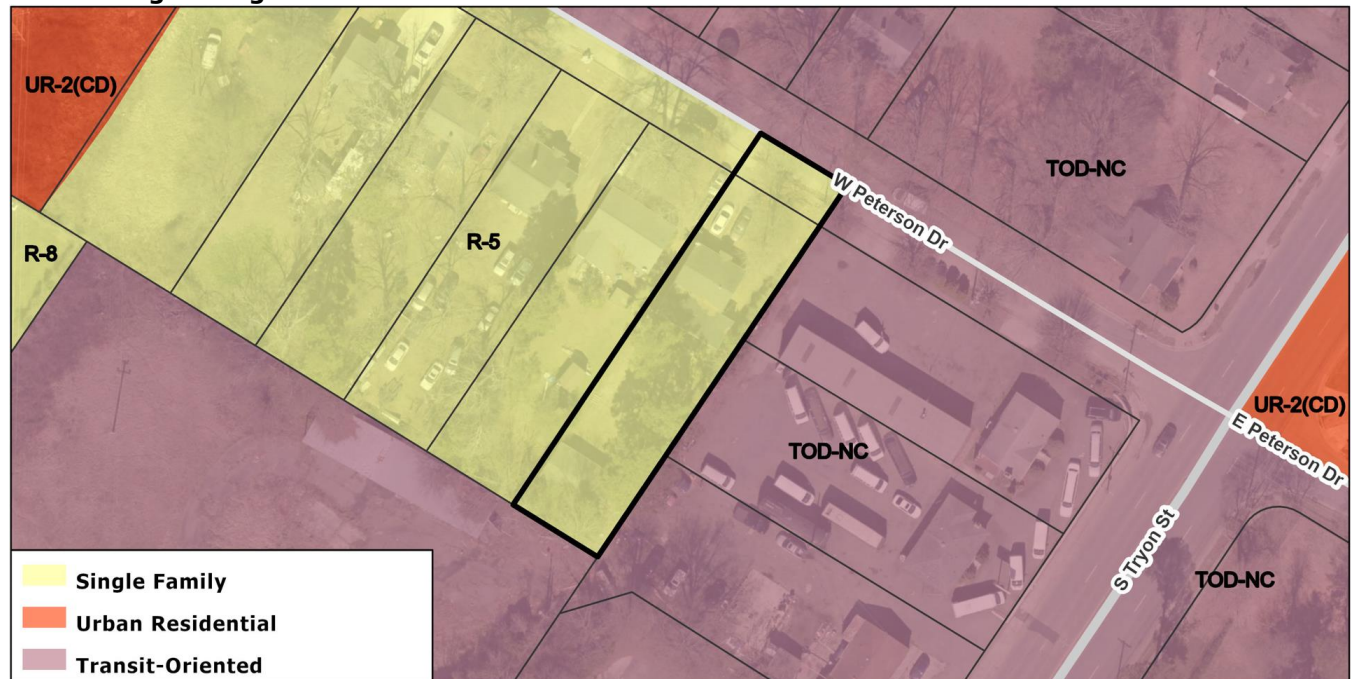 UR-2(CD)
TOD-NC
W Peterson Dr
R-5
R-8
UR-2(CD)
E Peterson Dr
TOD-NC
S Tryon St
TOD-NC
Single Family
Urban Residential
Transit-Oriented